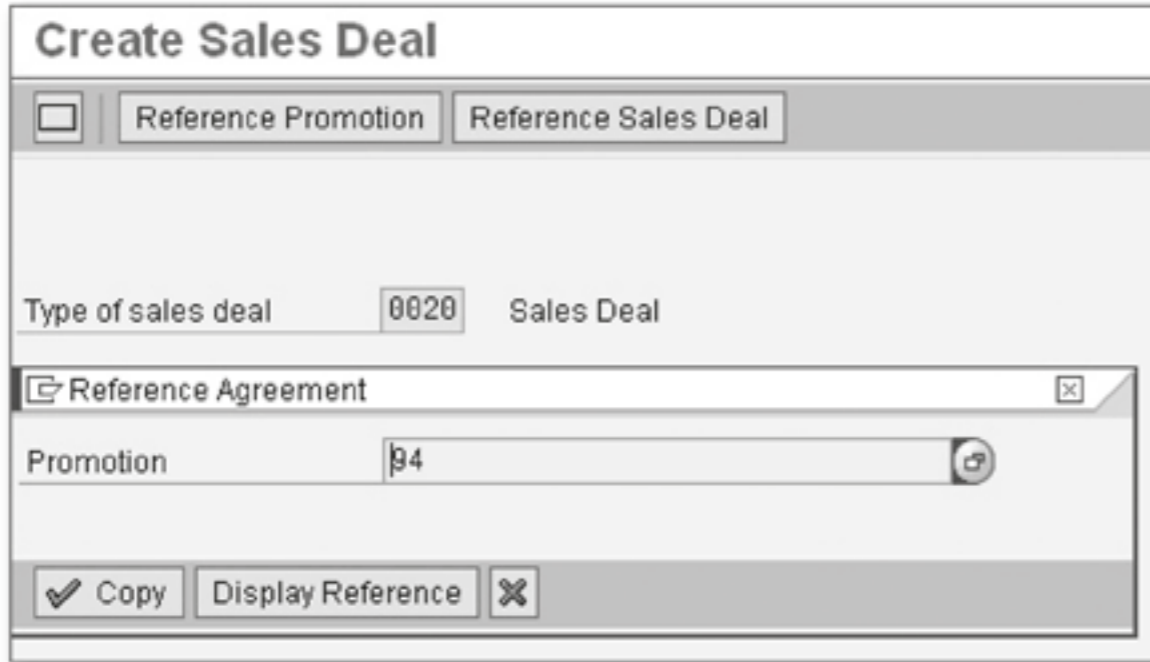 Create Sales Deal
Reference Promotion Reference Sales Deal
Type of sales deal 0020 Sales Deal
Reference Agreement
Promotion 94
Copy Display Reference